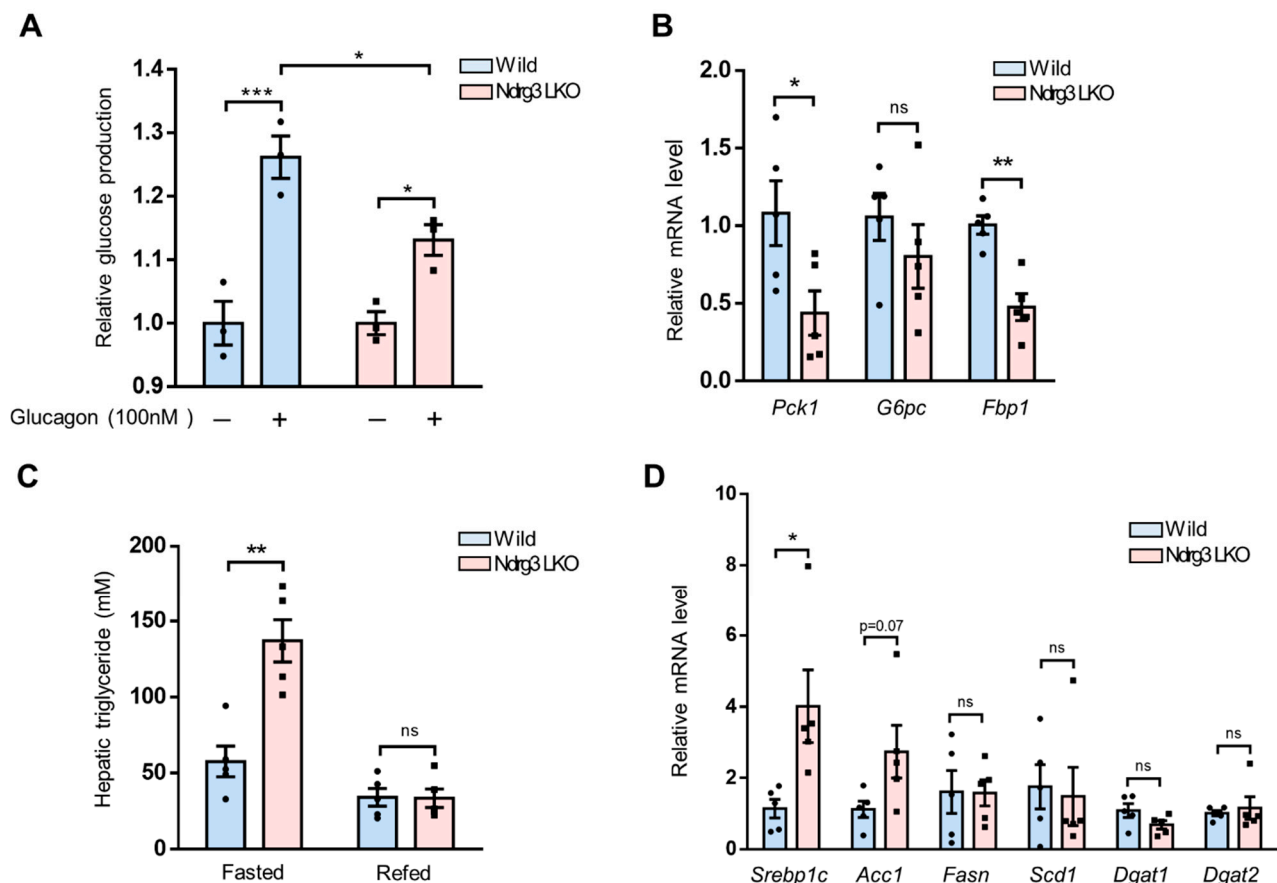 A
Relative glucose production
1.4
1.3
1.2
1.1
1.0
0.9
***
*
*
Wild
Ndrg3 LKO
Glucagon (100nM )
– + – +
B
Relative mRNA level
2.0
1.5
1.0
0.5
0.0
*
ns
**
Wild
Ndrg3 LKO
Pck1 G6pc Fbp1
C
Hepatic triglyceride (mM)
200
150
100
50
0
**
ns
Wild
Ndrg3 LKO
Fasted Refed
D
Relative mRNA level
10
8
6
4
2
0
*
p=0.07
ns
ns
ns
ns
Wild
Ndrg3 LKO
Srebp1c Acc1 Fasn Scd1 Dgat1 Dgat2